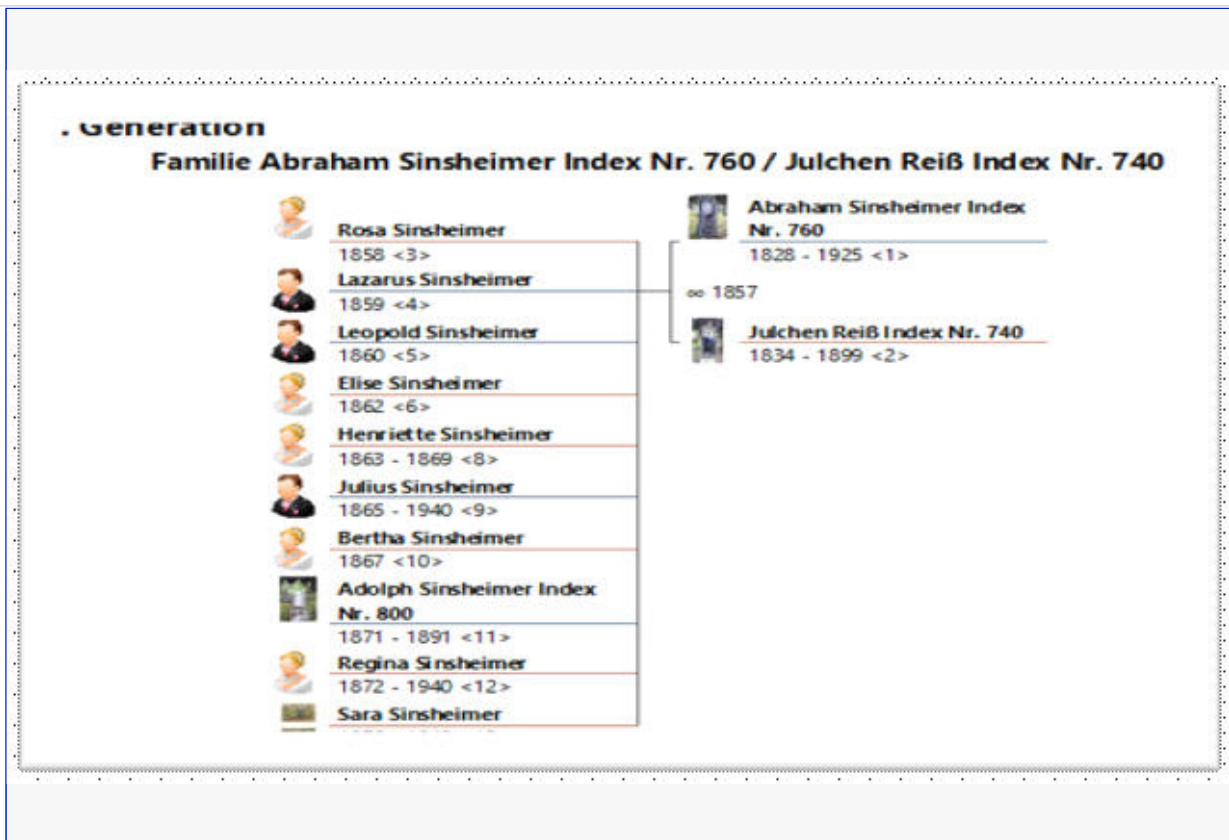 . Generation
Familie Abraham Sinsheimer Index Nr. 760 / Julchen Reiß Index Nr. 740
Rosa Sinsheimer
1858 <3>
Lazarus Sinsheimer
1859 <4>
Leopold Sinsheimer
1860 <5>
Elise Sinsheimer
1862 <6>
Henriette Sinsheimer
1863 - 1869 <8>
Julius Sinsheimer
1865 - 1940 <9>
Bertha Sinsheimer
1867 <10>
Adolph Sinsheimer Index
Nr. 800
1871 - 1891 <11>
Regina Sinsheimer
1872 - 1940 <12>
Sara Sinsheimer
Abraham Sinsheimer Index
Nr. 760
1828 - 1925 <1>
∞ 1857
Julchen Reiß Index Nr. 740
1834 - 1899 <2>